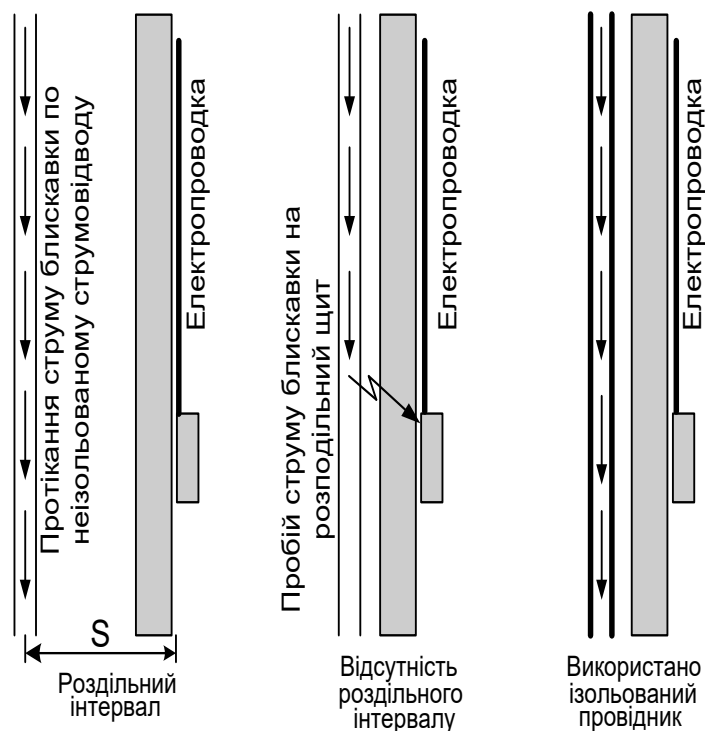 Протікання струму блискавки по
неізольованому струмовідводу
Електропроводка
S
Роздільний
інтервал
Пробій струму блискавки на
розподільний щит
Електропроводка
Відсутність
роздільного
інтервалу
Електропроводка
Використано
ізольований
провідник